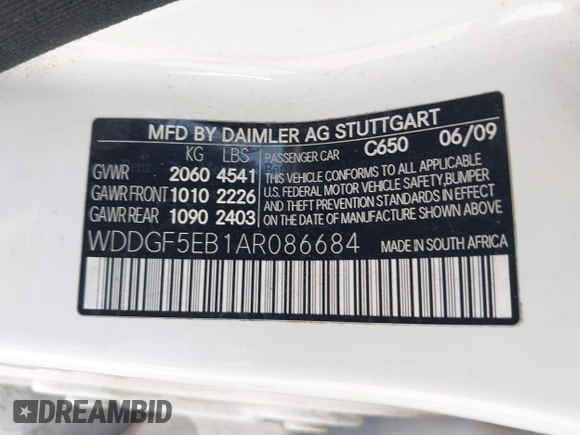 MFD BY DAIMLER AG STUTTGART
KG LBS PASSENGER CAR C650 06/09
GVWR 2060 4541 THIS VEHICLE CONFORMS TO ALL APPLICABLE
GAWR FRONT 1010 2226 U.S. FEDERAL MOTOR VEHICLE SAFETY,BUMPER
GAWR REAR 1090 2403 AND THEFT PREVENTION STANDARDS IN EFFECT
ON THE DATE OF MANUFACTURE SHOWN ABOVE.
WDDGF5EB1AR086684 MADE IN SOUTH AFRICA
DREAMBID